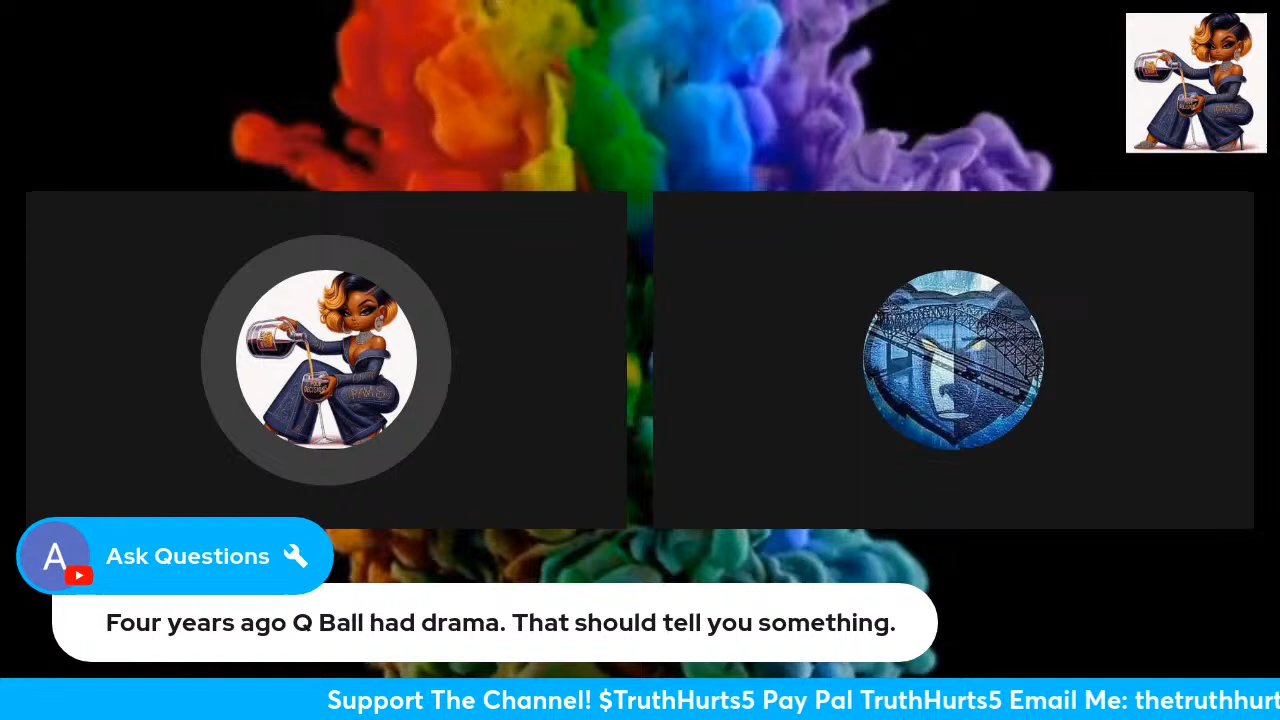 A Ask Questions
Four years ago Q Ball had drama. That should tell you something.
Support The Channel! $TruthHurts5 Pay Pal TruthHurts5 Email Me: thetruthhurt